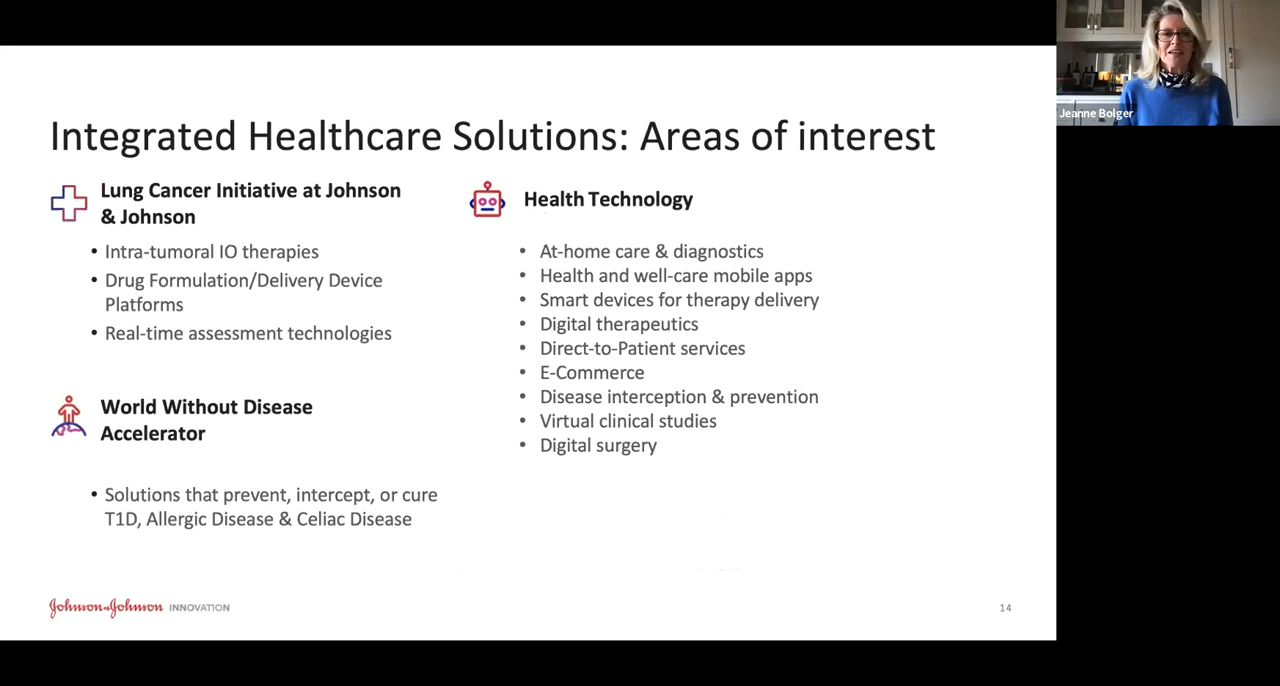 Integrated Healthcare Solutions: Areas of interest
Lung Cancer Initiative at Johnson
& Johnson
• Intra-tumoral IO therapies
• Drug Formulation/Delivery Device
Platforms
• Real-time assessment technologies
World Without Disease
Accelerator
• Solutions that prevent, intercept, or cure
T1D, Allergic Disease & Celiac Disease
Health Technology
• At-home care & diagnostics
• Health and well-care mobile apps
• Smart devices for therapy delivery
• Digital therapeutics
• Direct-to-Patient services
• E-Commerce
• Disease interception & prevention
• Virtual clinical studies
• Digital surgery
Johnson & Johnson INNOVATION
14
Jeanne Bolger